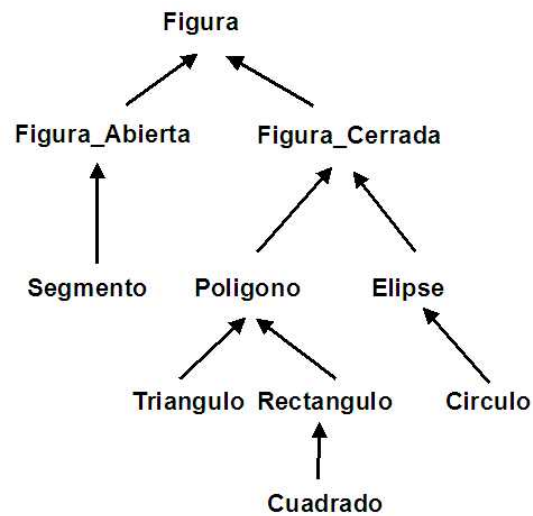 Figura
Figura_Abierta Figura_Cerrada
Segmento Poligono Elipse
Triangulo Rectangulo Circulo
Cuadrado